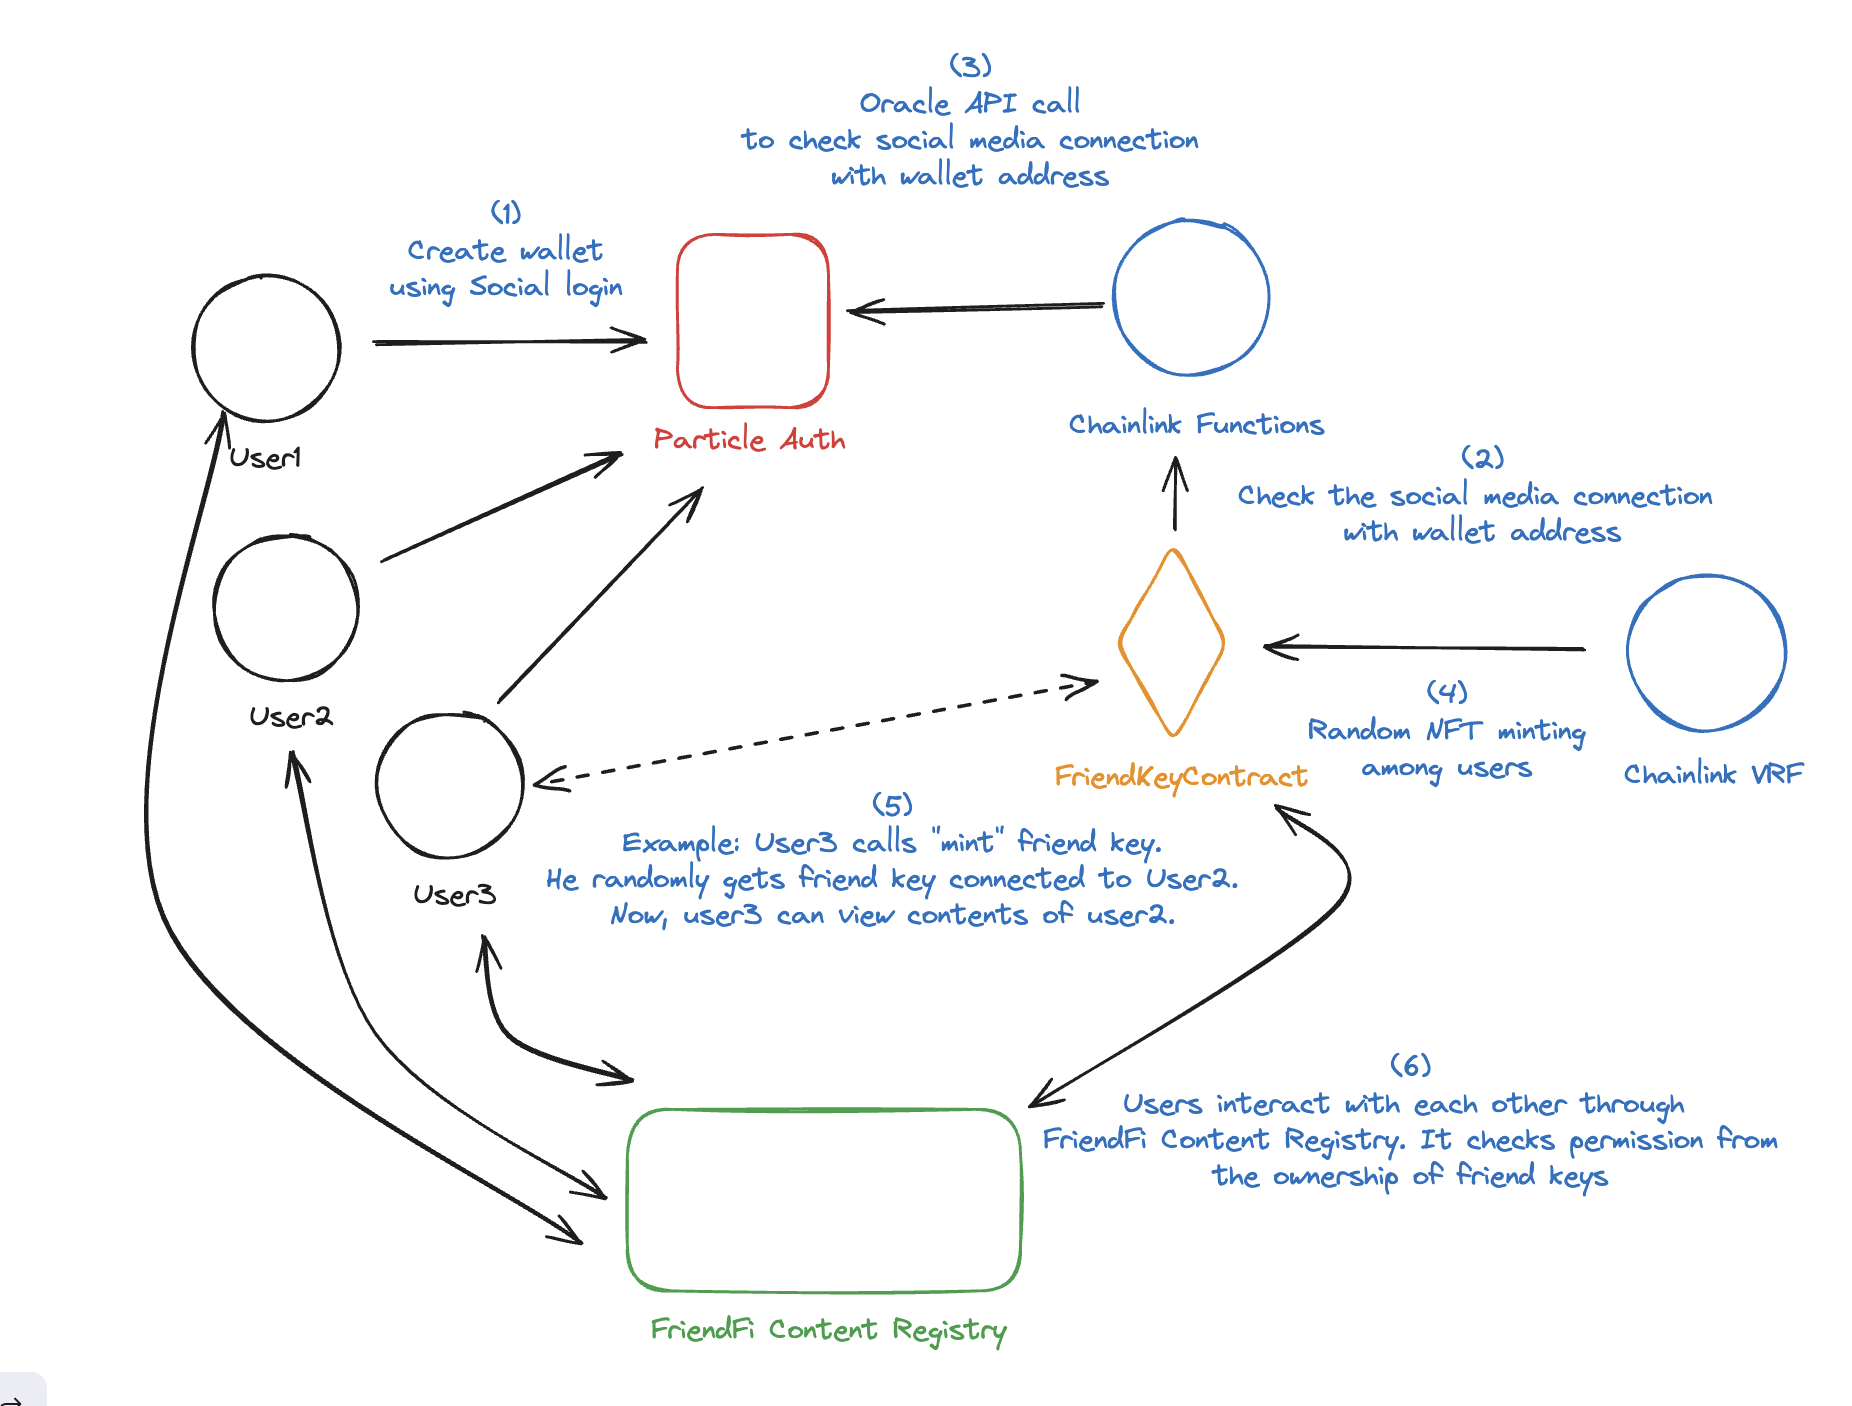 (3)
Oracle API call
to check social media connection
with wallet address
(1)
Create wallet
using Social login
User1
Particle Auth
Chainlink Functions
(2)
Check the social media connection
with wallet address
User2
(4)
Random NFT minting
among users
Chainlink VRF
FriendKeyContract
(5)
Example: User3 calls "mint" friend key.
He randomly gets friend key connected to User2.
Now, user3 can view contents of user2.
User3
(6)
Users interact with each other through
FriendFi Content Registry. It checks permission from
the ownership of friend keys
FriendFi Content Registry